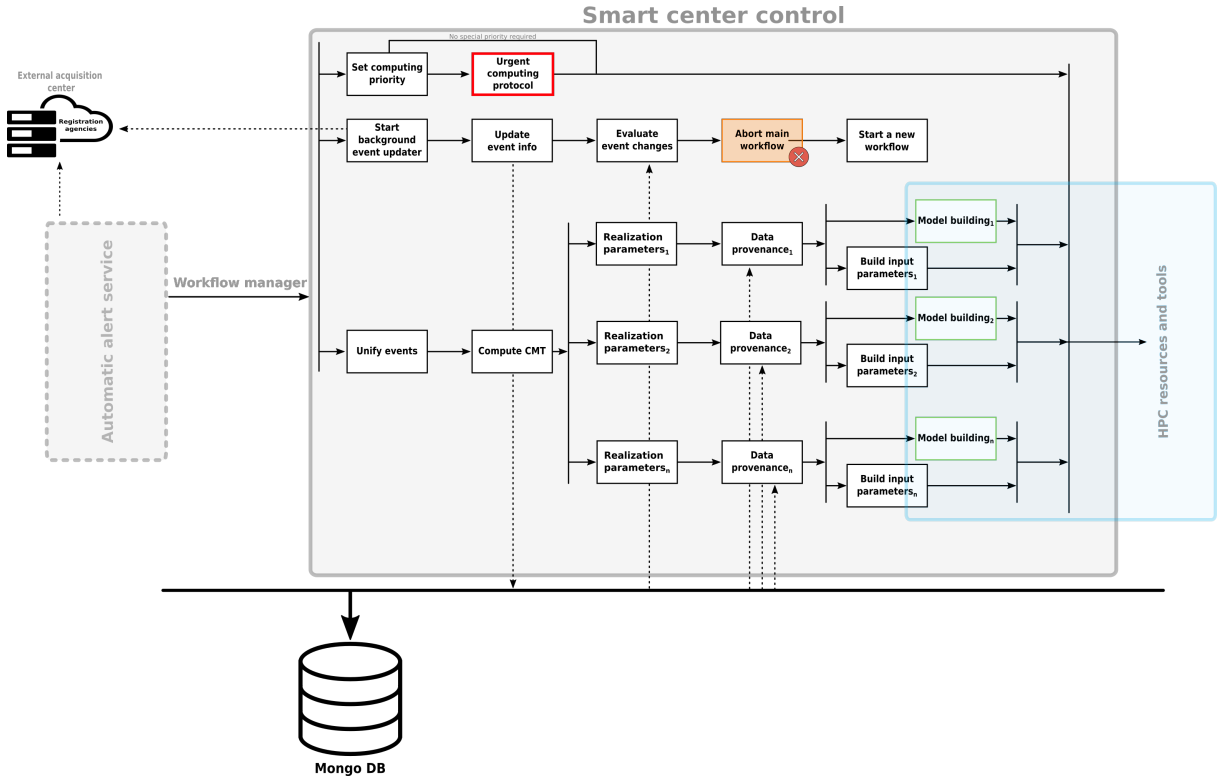 Smart center control
No special priority required
External acquisition
center
Registration
agencies
Set computing
priority
Urgent
computing
protocol
Start
background
event updater
Update
event info
Evaluate
event changes
Abort main
workflow
Start a new
workflow
Automatic alert service
Workflow manager
Unify events
Compute CMT
Realization
parameters₁
Data
provenance₁
Model building₁
Build input
parameters₁
Realization
parameters₂
Data
provenance₂
Model building₂
Build input
parameters₂
Realization
parametersₙ
Data
provenanceₙ
Model buildingₙ
Build input
parametersₙ
HPC resources and tools
Mongo DB